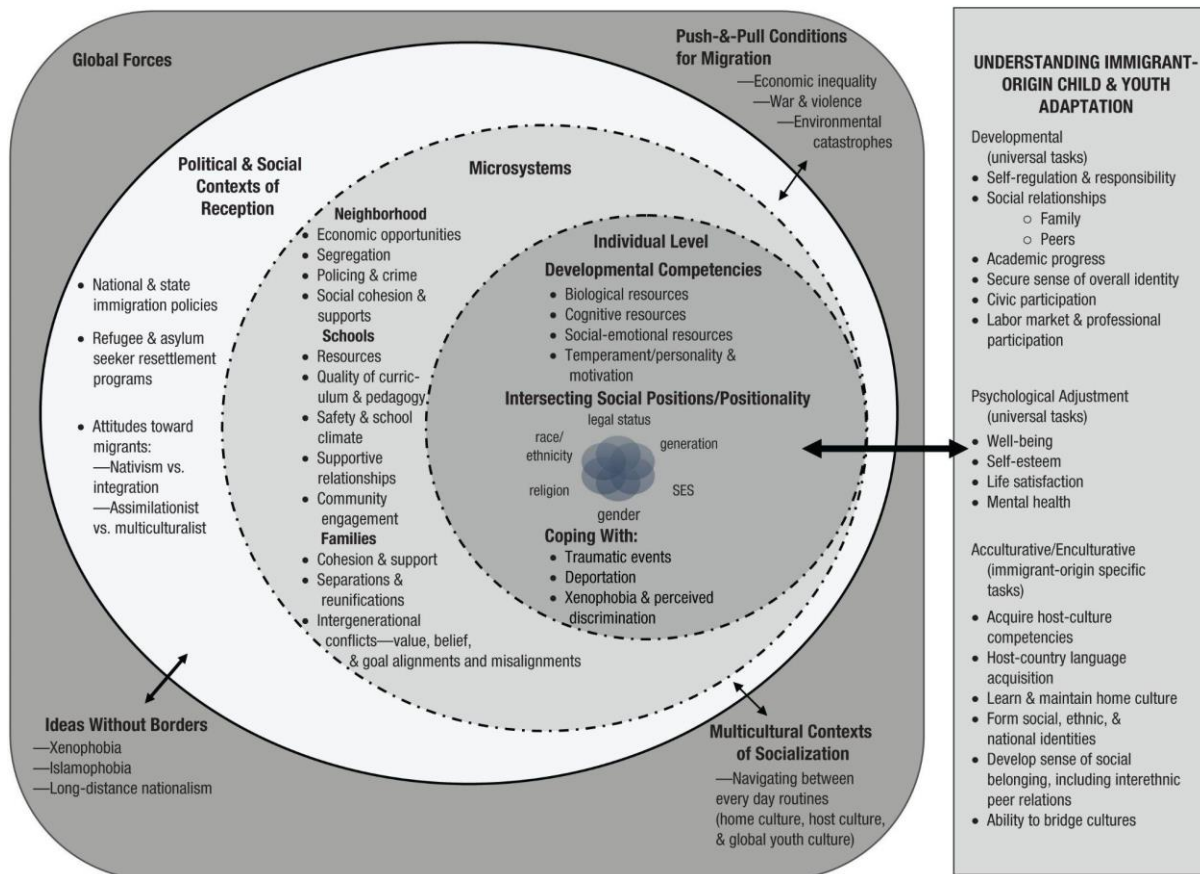 Global Forces
Push-&-Pull Conditions
for Migration
—Economic inequality
—War & violence
—Environmental
catastrophes
Political & Social
Contexts of
Reception
• National & state
immigration policies
• Refugee & asylum
seeker resettlement
programs
• Attitudes toward
migrants:
—Nativism vs.
integration
—Assimilationist
vs. multiculturalist
Microsystems
Neighborhood
• Economic opportunities
• Segregation
• Policing & crime
• Social cohesion &
supports
Schools
• Resources
• Quality of curric-
ulum & pedagogy
• Safety & school
climate
• Supportive
relationships
• Community
engagement
Families
• Cohesion & support
• Separations &
reunifications
• Intergenerational
conflicts—value, belief,
& goal alignments and misalignments
Individual Level
Developmental Competencies
• Biological resources
• Cognitive resources
• Social-emotional resources
• Temperament/personality &
motivation
Intersecting Social Positions/Positionality
legal status
race/
ethnicity
generation
religion
SES
gender
Coping With:
• Traumatic events
• Deportation
• Xenophobia & perceived
discrimination
Ideas Without Borders
—Xenophobia
—Islamophobia
—Long-distance nationalism
Multicultural Contexts
of Socialization
—Navigating between
every day routines
(home culture, host culture,
& global youth culture)
UNDERSTANDING IMMIGRANT-
ORIGIN CHILD & YOUTH
ADAPTATION
Developmental
(universal tasks)
• Self-regulation & responsibility
• Social relationships
○ Family
○ Peers
• Academic progress
• Secure sense of overall identity
• Civic participation
• Labor market & professional
participation
Psychological Adjustment
(universal tasks)
• Well-being
• Self-esteem
• Life satisfaction
• Mental health
Acculturative/Enculturative
(immigrant-origin specific
tasks)
• Acquire host-culture
competencies
• Host-country language
acquisition
• Learn & maintain home culture
• Form social, ethnic, &
national identities
• Develop sense of social
belonging, including interethnic
peer relations
• Ability to bridge cultures